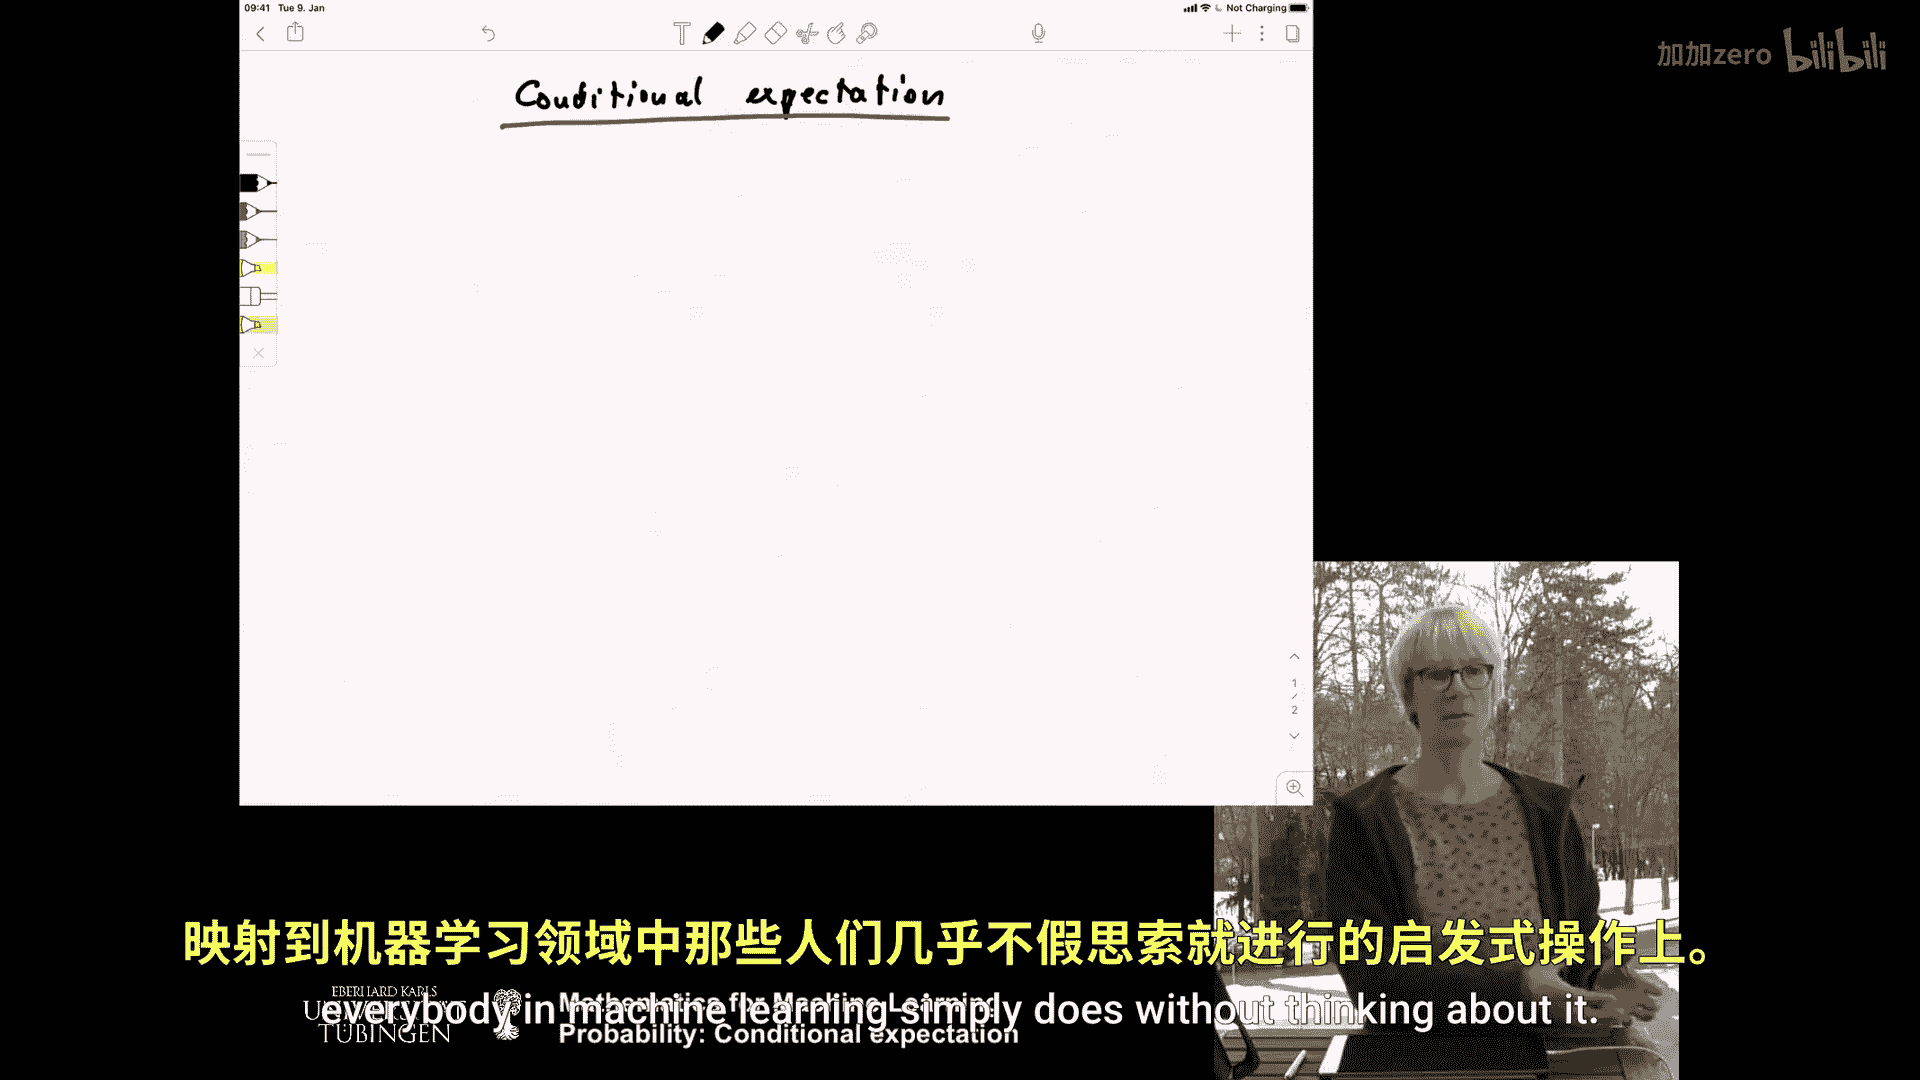 09:41 Tue 9. Jan
Not Charging
加加zero bilibili
Conditional expectation
1
2
映射到机器学习领域中那些人们几乎不假思索就进行的启发式操作上。
everybody in machine learning simply does without thinking about it.
EBERHARD KARLS
UNIVERSITÄT
TÜBINGEN
Mathematics for Machine Learning
Probability: Conditional expectation